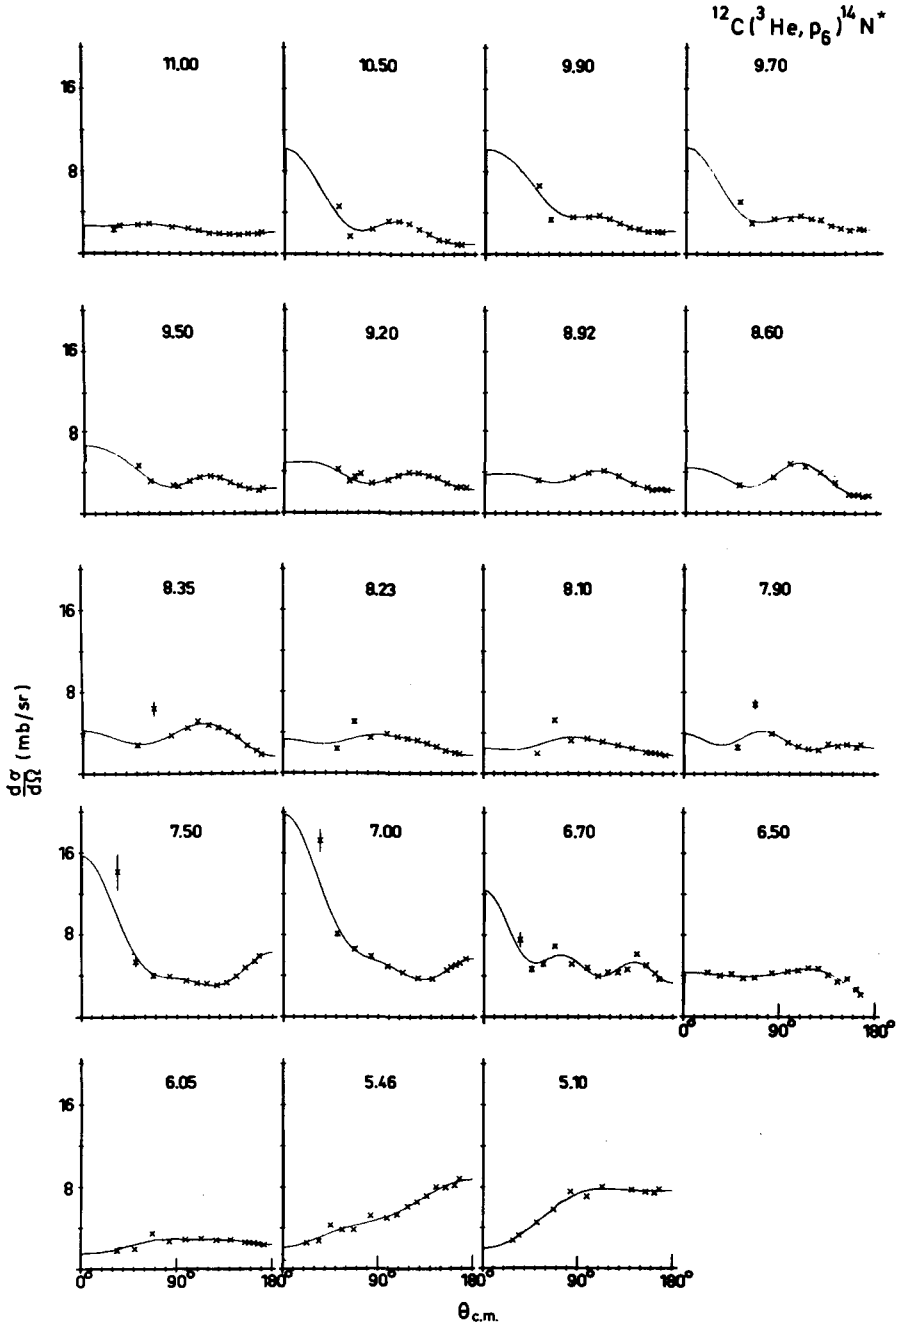 ¹²C(³He,p₆)¹⁴N*
11.00 10.50 9.90 9.70
16
8
9.50 9.20 8.92 8.60
16
8
8.35 8.23 8.10 7.90
16
8
dσ/dΩ (mb/sr)
7.50 7.00 6.70 6.50
16
8
0° 90° 180°
6.05 5.46 5.10
16
8
0° 90° 180° 90° 180° 90° 180°
θc.m.